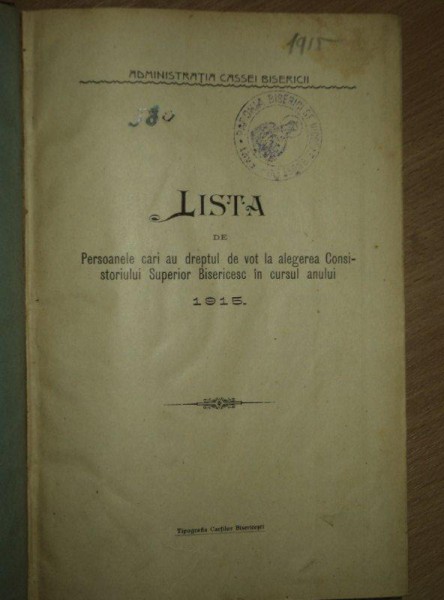 1915
ADMINISTRAȚIA CASSEI BISERICII
580
LISTA
DE
Persoanele cari au dreptul de vot la alegerea Consi-
storiului Superior Bisericesc în cursul anului
1915.
Tipografia Cărților Bisericești